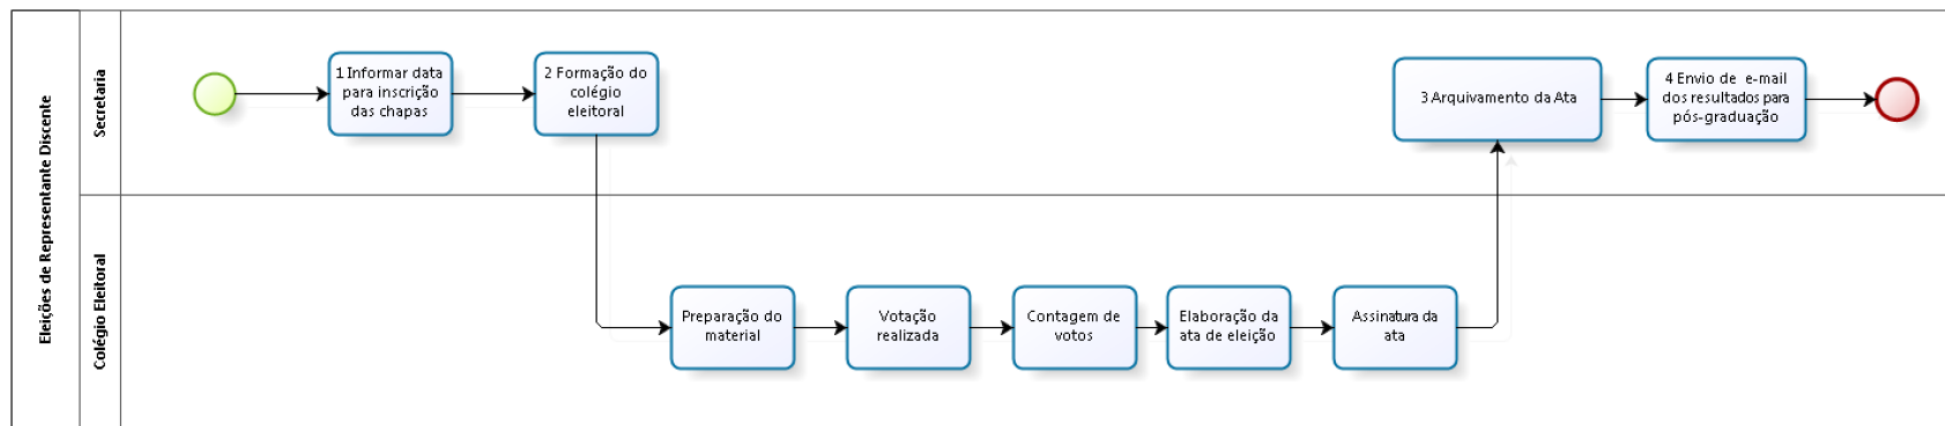 Eleições de Representante Discente
Secretaria
1 Informar data
para inscrição
das chapas
2 Formação do
colégio
eleitoral
3 Arquivamento da Ata
4 Envio de e-mail
dos resultados para
pós-graduação
Colégio Eleitoral
Preparação do
material
Votação
realizada
Contagem de
votos
Elaboração da
ata de eleição
Assinatura da
ata